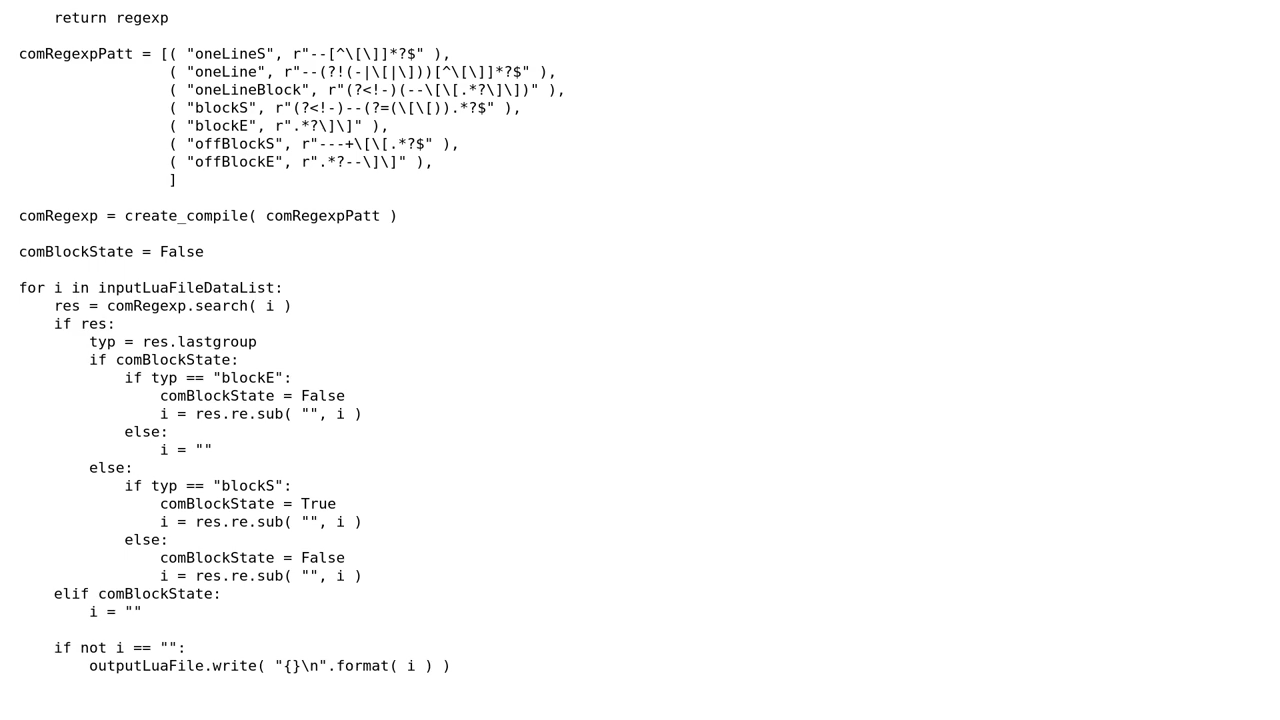 return regexp

comRegexpPatt = [( "oneLineS", r"--[^\[\]]*?$" ),
                 ( "oneLine", r"--(?!(-|\[|\]))[^\[\]]*?$" ),
                 ( "oneLineBlock", r"(?<!-)(--\[\[.*?\]\])" ),
                 ( "blockS", r"(?<!-)--(?=(\[\[)).*?$" ),
                 ( "blockE", r".*?\]\]" ),
                 ( "offBlockS", r"---+\[\[.*?$" ),
                 ( "offBlockE", r".*?--\]\]" ),
                 ]

comRegexp = create_compile( comRegexpPatt )

comBlockState = False

for i in inputLuaFileDataList:
    res = comRegexp.search( i )
    if res:
        typ = res.lastgroup
        if comBlockState:
            if typ == "blockE":
                comBlockState = False
                i = res.re.sub( "", i )
            else:
                i = ""
        else:
            if typ == "blockS":
                comBlockState = True
                i = res.re.sub( "", i )
            else:
                comBlockState = False
                i = res.re.sub( "", i )
    elif comBlockState:
        i = ""

    if not i == "":
        outputLuaFile.write( "{}\n".format( i ) )